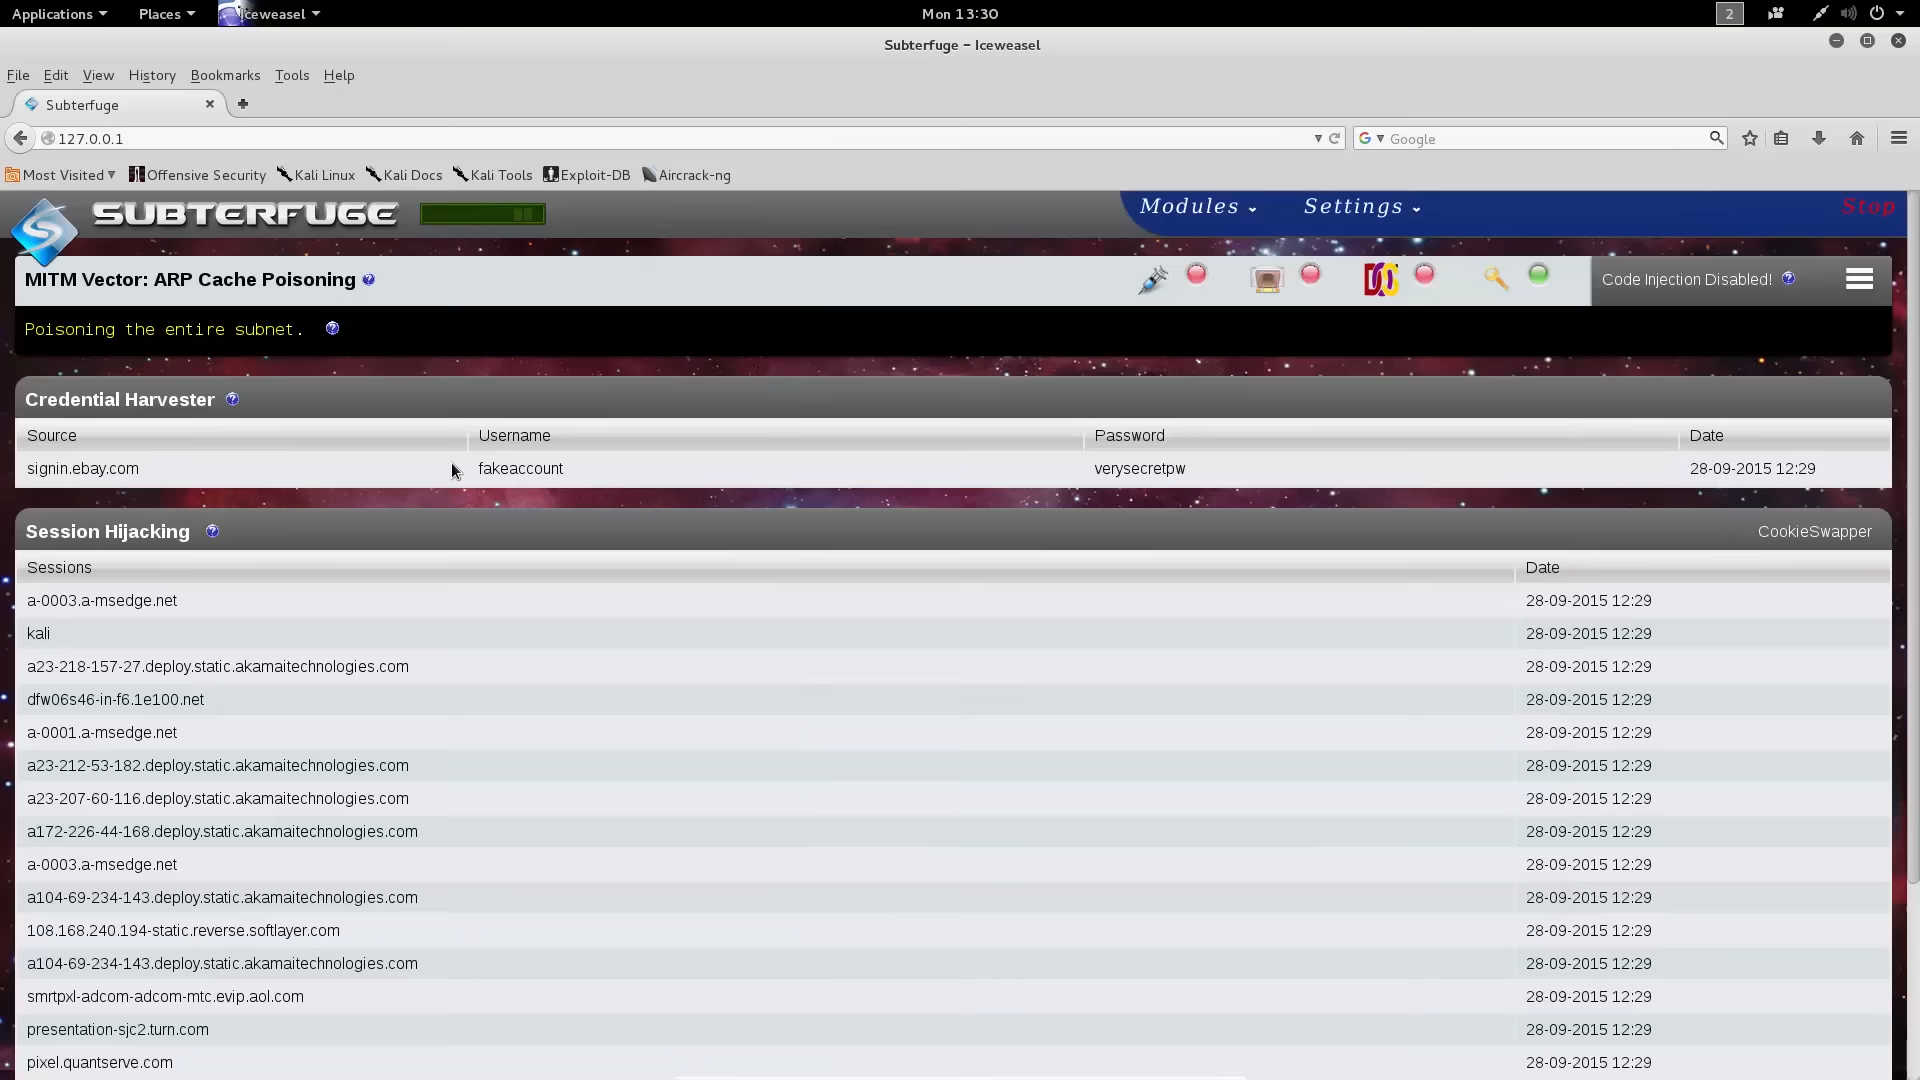 Applications Places Iceweasel Mon 13:30 2
Subterfuge - Iceweasel
File Edit View History Bookmarks Tools Help
Subterfuge
127.0.0.1 Google
Most Visited Offensive Security Kali Linux Kali Docs Kali Tools Exploit-DB Aircrack-ng
SUBTERFUGE Modules Settings Stop
MITM Vector: ARP Cache Poisoning Code Injection Disabled!
Poisoning the entire subnet.
Credential Harvester
Source Username Password Date
signin.ebay.com fakeaccount verysecretpw 28-09-2015 12:29
Session Hijacking CookieSwapper
Sessions Date
a-0003.a-msedge.net 28-09-2015 12:29
kali 28-09-2015 12:29
a23-218-157-27.deploy.static.akamaitechnologies.com 28-09-2015 12:29
dfw06s46-in-f6.1e100.net 28-09-2015 12:29
a-0001.a-msedge.net 28-09-2015 12:29
a23-212-53-182.deploy.static.akamaitechnologies.com 28-09-2015 12:29
a23-207-60-116.deploy.static.akamaitechnologies.com 28-09-2015 12:29
a172-226-44-168.deploy.static.akamaitechnologies.com 28-09-2015 12:29
a-0003.a-msedge.net 28-09-2015 12:29
a104-69-234-143.deploy.static.akamaitechnologies.com 28-09-2015 12:29
108.168.240.194-static.reverse.softlayer.com 28-09-2015 12:29
a104-69-234-143.deploy.static.akamaitechnologies.com 28-09-2015 12:29
smrtpxl-adcom-adcom-mtc.evip.aol.com 28-09-2015 12:29
presentation-sjc2.turn.com 28-09-2015 12:29
pixel.quantserve.com 28-09-2015 12:29